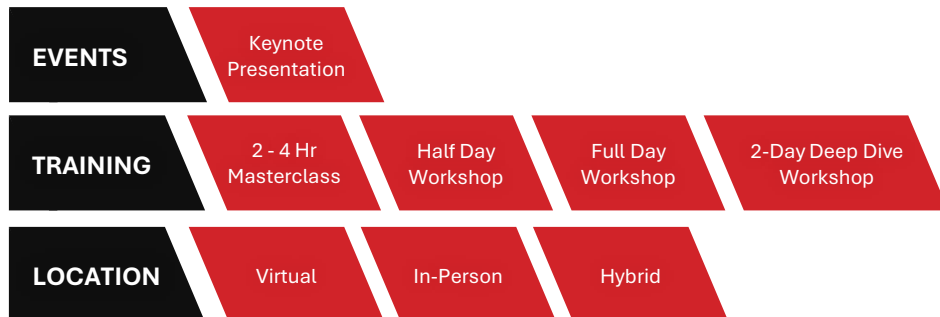 EVENTS
Keynote
Presentation
TRAINING
2 - 4 Hr
Masterclass
Half Day
Workshop
Full Day
Workshop
2-Day Deep Dive
Workshop
LOCATION
Virtual
In-Person
Hybrid